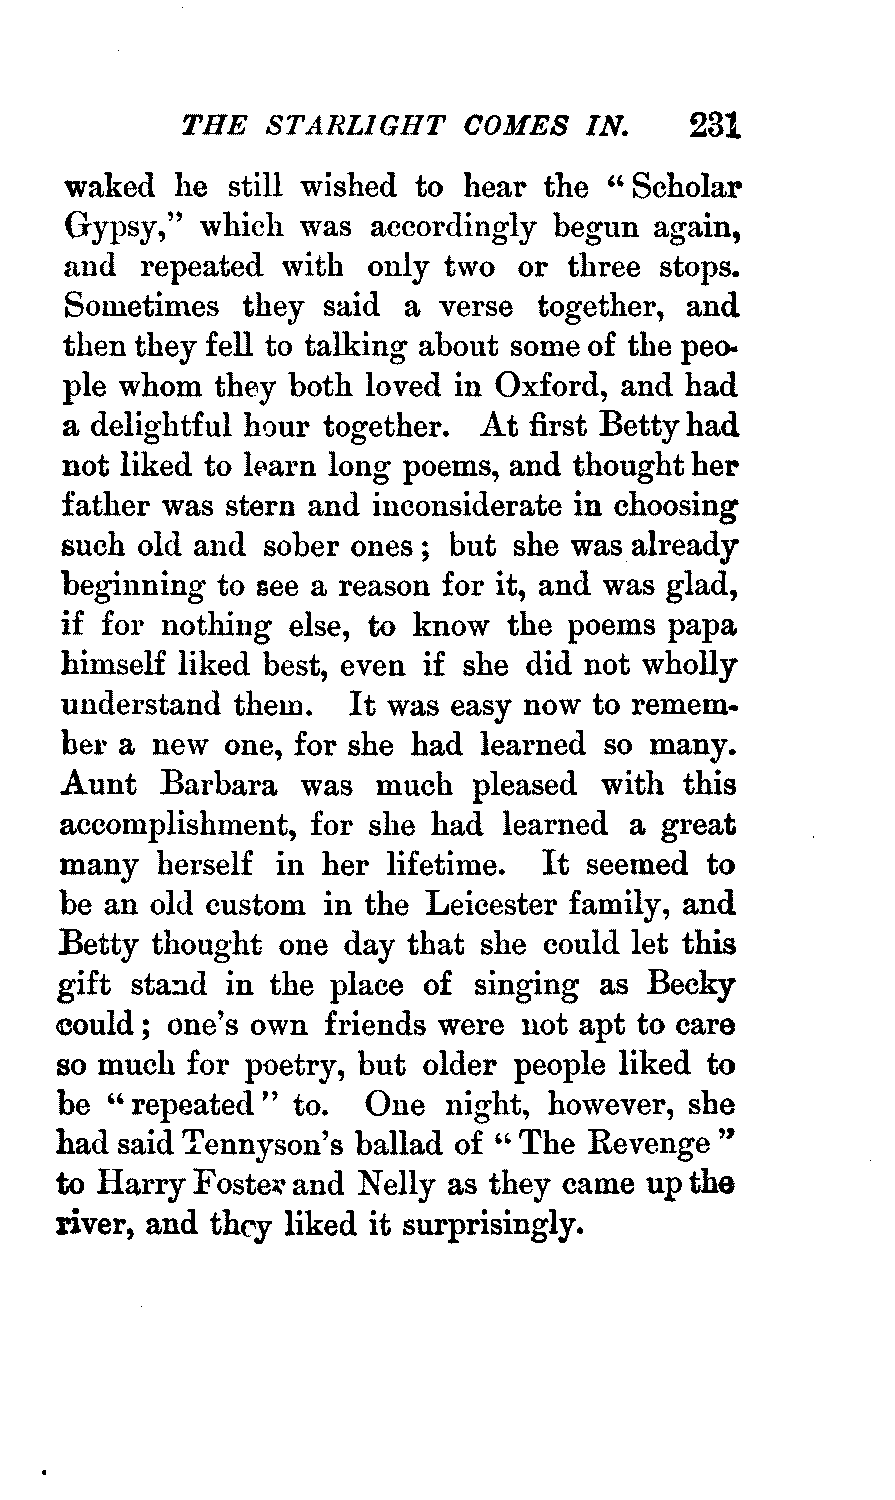 THE STARLIGHT COMES IN. 231
waked he still wished to hear the “Scholar
Gypsy,” which was accordingly begun again,
and repeated with only two or three stops.
Sometimes they said a verse together, and
then they fell to talking about some of the peo-
ple whom they both loved in Oxford, and had
a delightful hour together. At first Betty had
not liked to learn long poems, and thought her
father was stern and inconsiderate in choosing
such old and sober ones; but she was already
beginning to see a reason for it, and was glad,
if for nothing else, to know the poems papa
himself liked best, even if she did not wholly
understand them. It was easy now to remem-
ber a new one, for she had learned so many.
Aunt Barbara was much pleased with this
accomplishment, for she had learned a great
many herself in her lifetime. It seemed to
be an old custom in the Leicester family, and
Betty thought one day that she could let this
gift stand in the place of singing as Becky
could; one’s own friends were not apt to care
so much for poetry, but older people liked to
be “repeated” to. One night, however, she
had said Tennyson’s ballad of “The Revenge”
to Harry Foster and Nelly as they came up the
river, and they liked it surprisingly.